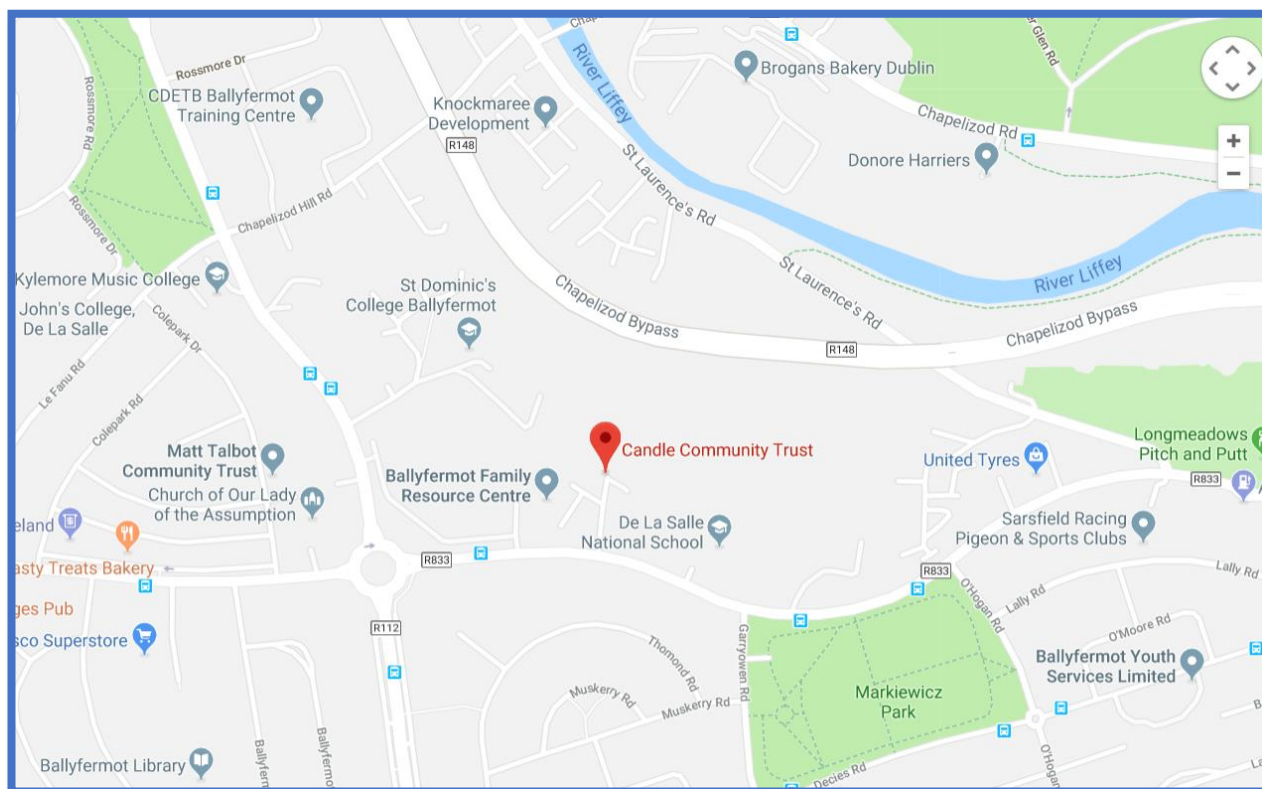 Rossmore Dr
CDETB Ballyfermot
Training Centre
Knockmaree
Development
R148
River Liffey
Brogans Bakery Dublin
Chapelizod Rd
Donore Harriers
+
−
Rossmore Rd
Rossmore Dr
Chapelizod Hill Rd
St Laurence's Rd
St Laurence's Rd
River Liffey
Kylemore Music College
John's College,
De La Salle
Colepark Dr
St Dominic's
College Ballyfermot
Chapelizod Bypass
R148
Chapelizod Bypass
Le Fanu Rd
Colepark Rd
Matt Talbot
Community Trust
Church of Our Lady
of the Assumption
Ballyfermot Family
Resource Centre
Candle Community Trust
De La Salle
National School
United Tyres
Longmeadows
Pitch and Putt
R833
Sarsfield Racing
Pigeon & Sports Clubs
eland
asty Treats Bakery
R833
R833
ges Pub
sco Superstore
R112
Garryowen Rd
Thomond Rd
Muskerry Rd
Muskerry Rd
Markiewicz
Park
O'Hogan Rd
Lally Rd
Lally Rd
O'Moore Rd
Ballyfermot Youth
Services Limited
Ballyfermot Library
Ballyferm
Ballyfermot
Decies Rd
O'Hogan